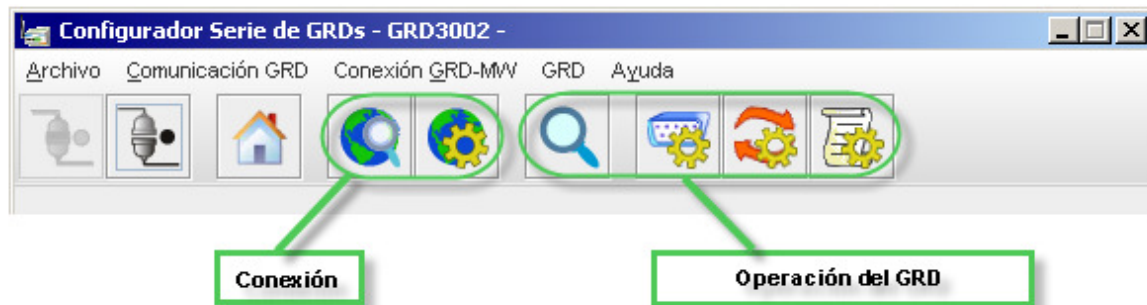 Configurador Serie de GRDs - GRD3002 -
Archivo Comunicación GRD Conexión GRD-MW GRD Ayuda
Conexión
Operación del GRD